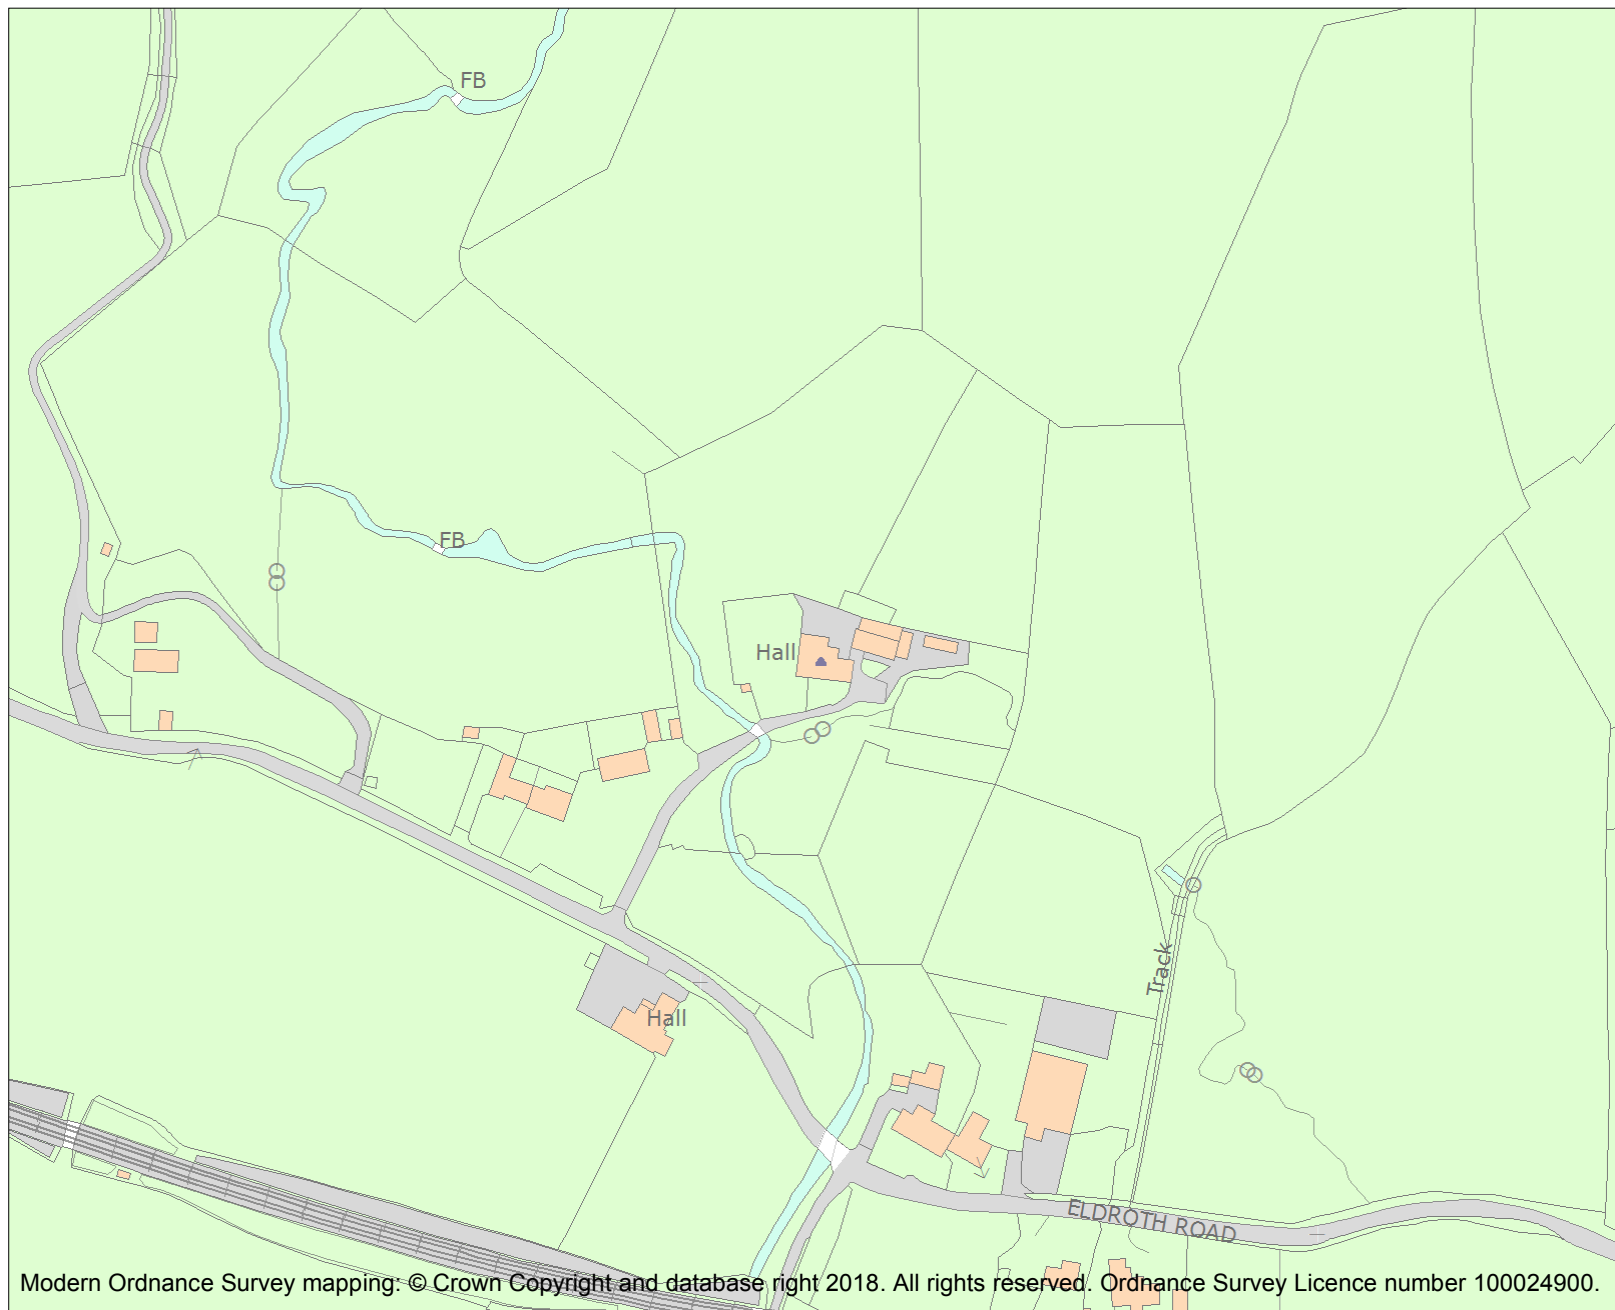 FB
FB
Hall
Track
Hall
ELDROTH ROAD
Modern Ordnance Survey mapping: © Crown Copyright and database right 2018. All rights reserved. Ordnance Survey Licence number 100024900.